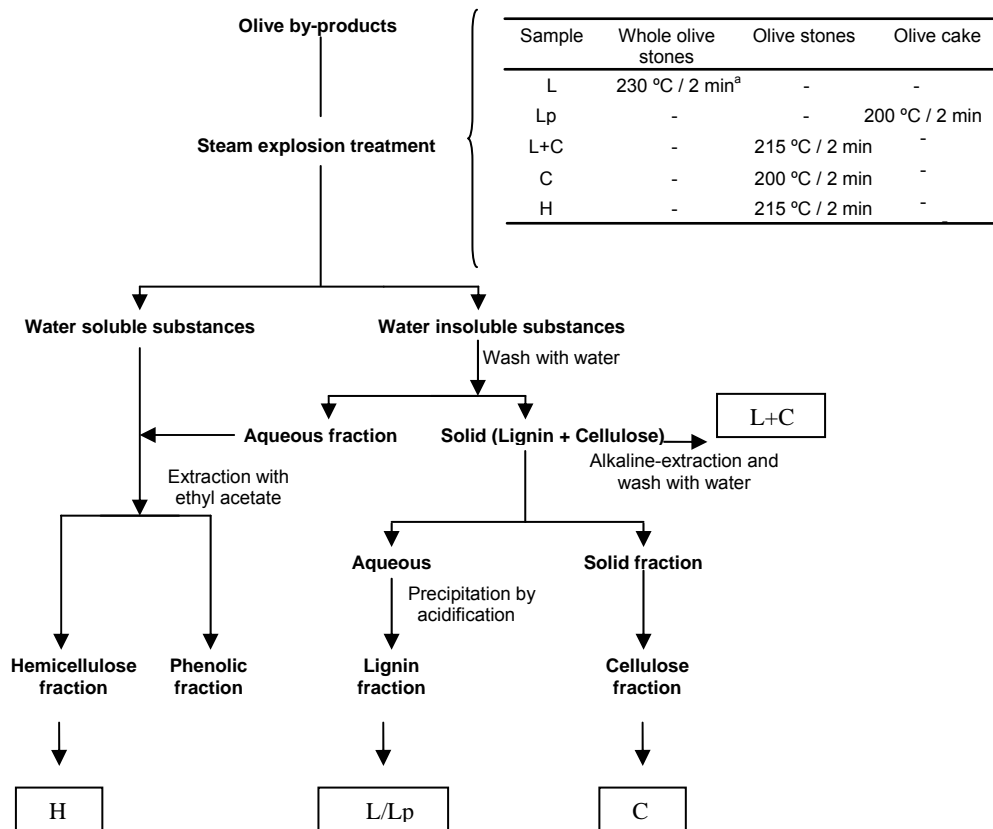 Olive by-products
Sample Whole olive stones Olive stones Olive cake
L 230 ºC / 2 minᵃ - -
Lp - - 200 ºC / 2 min
L+C - 215 ºC / 2 min -
C - 200 ºC / 2 min -
H - 215 ºC / 2 min -
Steam explosion treatment
Water soluble substances
Water insoluble substances
Wash with water
Aqueous fraction
Solid (Lignin + Cellulose)
L+C
Alkaline-extraction and
wash with water
Extraction with
ethyl acetate
Aqueous
Solid fraction
Precipitation by
acidification
Hemicellulose
fraction
Phenolic
fraction
Lignin
fraction
Cellulose
fraction
H
L/Lp
C